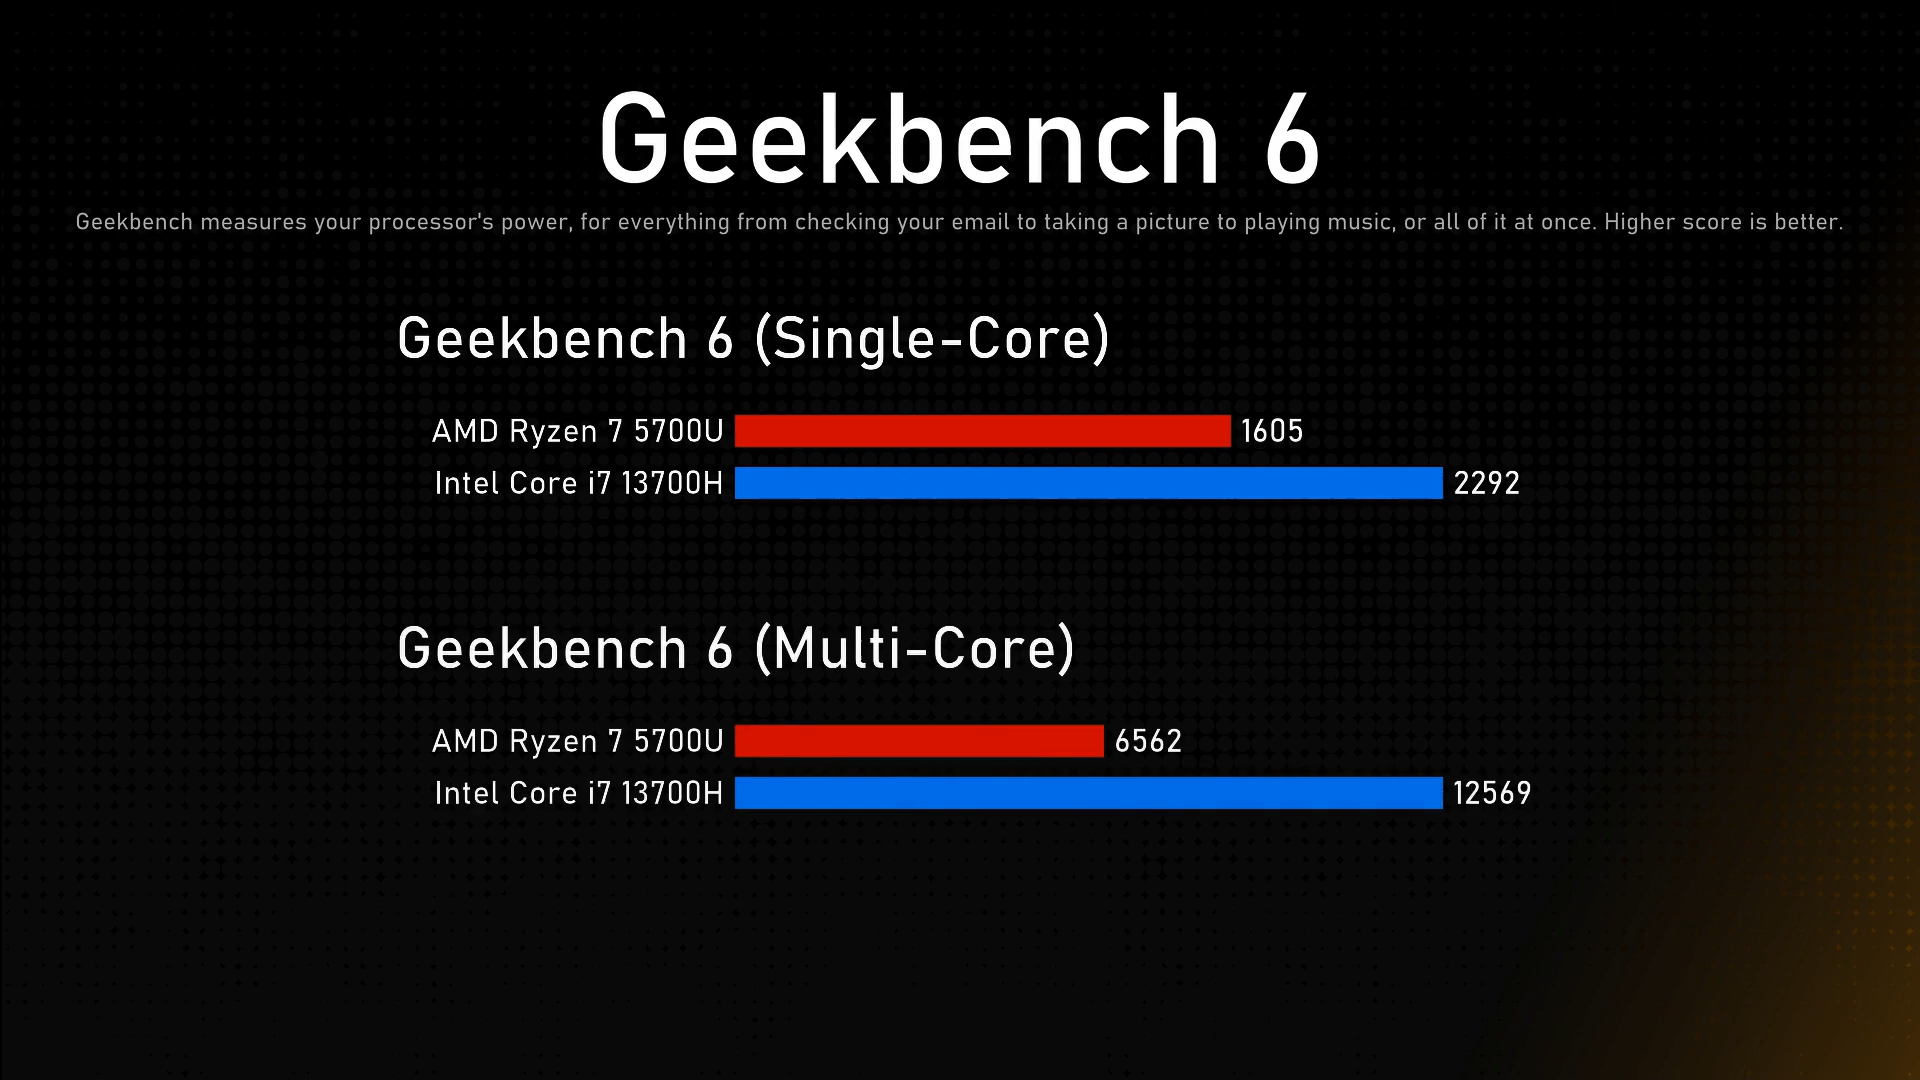 Geekbench 6
Geekbench measures your processor's power, for everything from checking your email to taking a picture to playing music, or all of it at once. Higher score is better.
Geekbench 6 (Single-Core)
AMD Ryzen 7 5700U 1605
Intel Core i7 13700H 2292
Geekbench 6 (Multi-Core)
AMD Ryzen 7 5700U 6562
Intel Core i7 13700H 12569